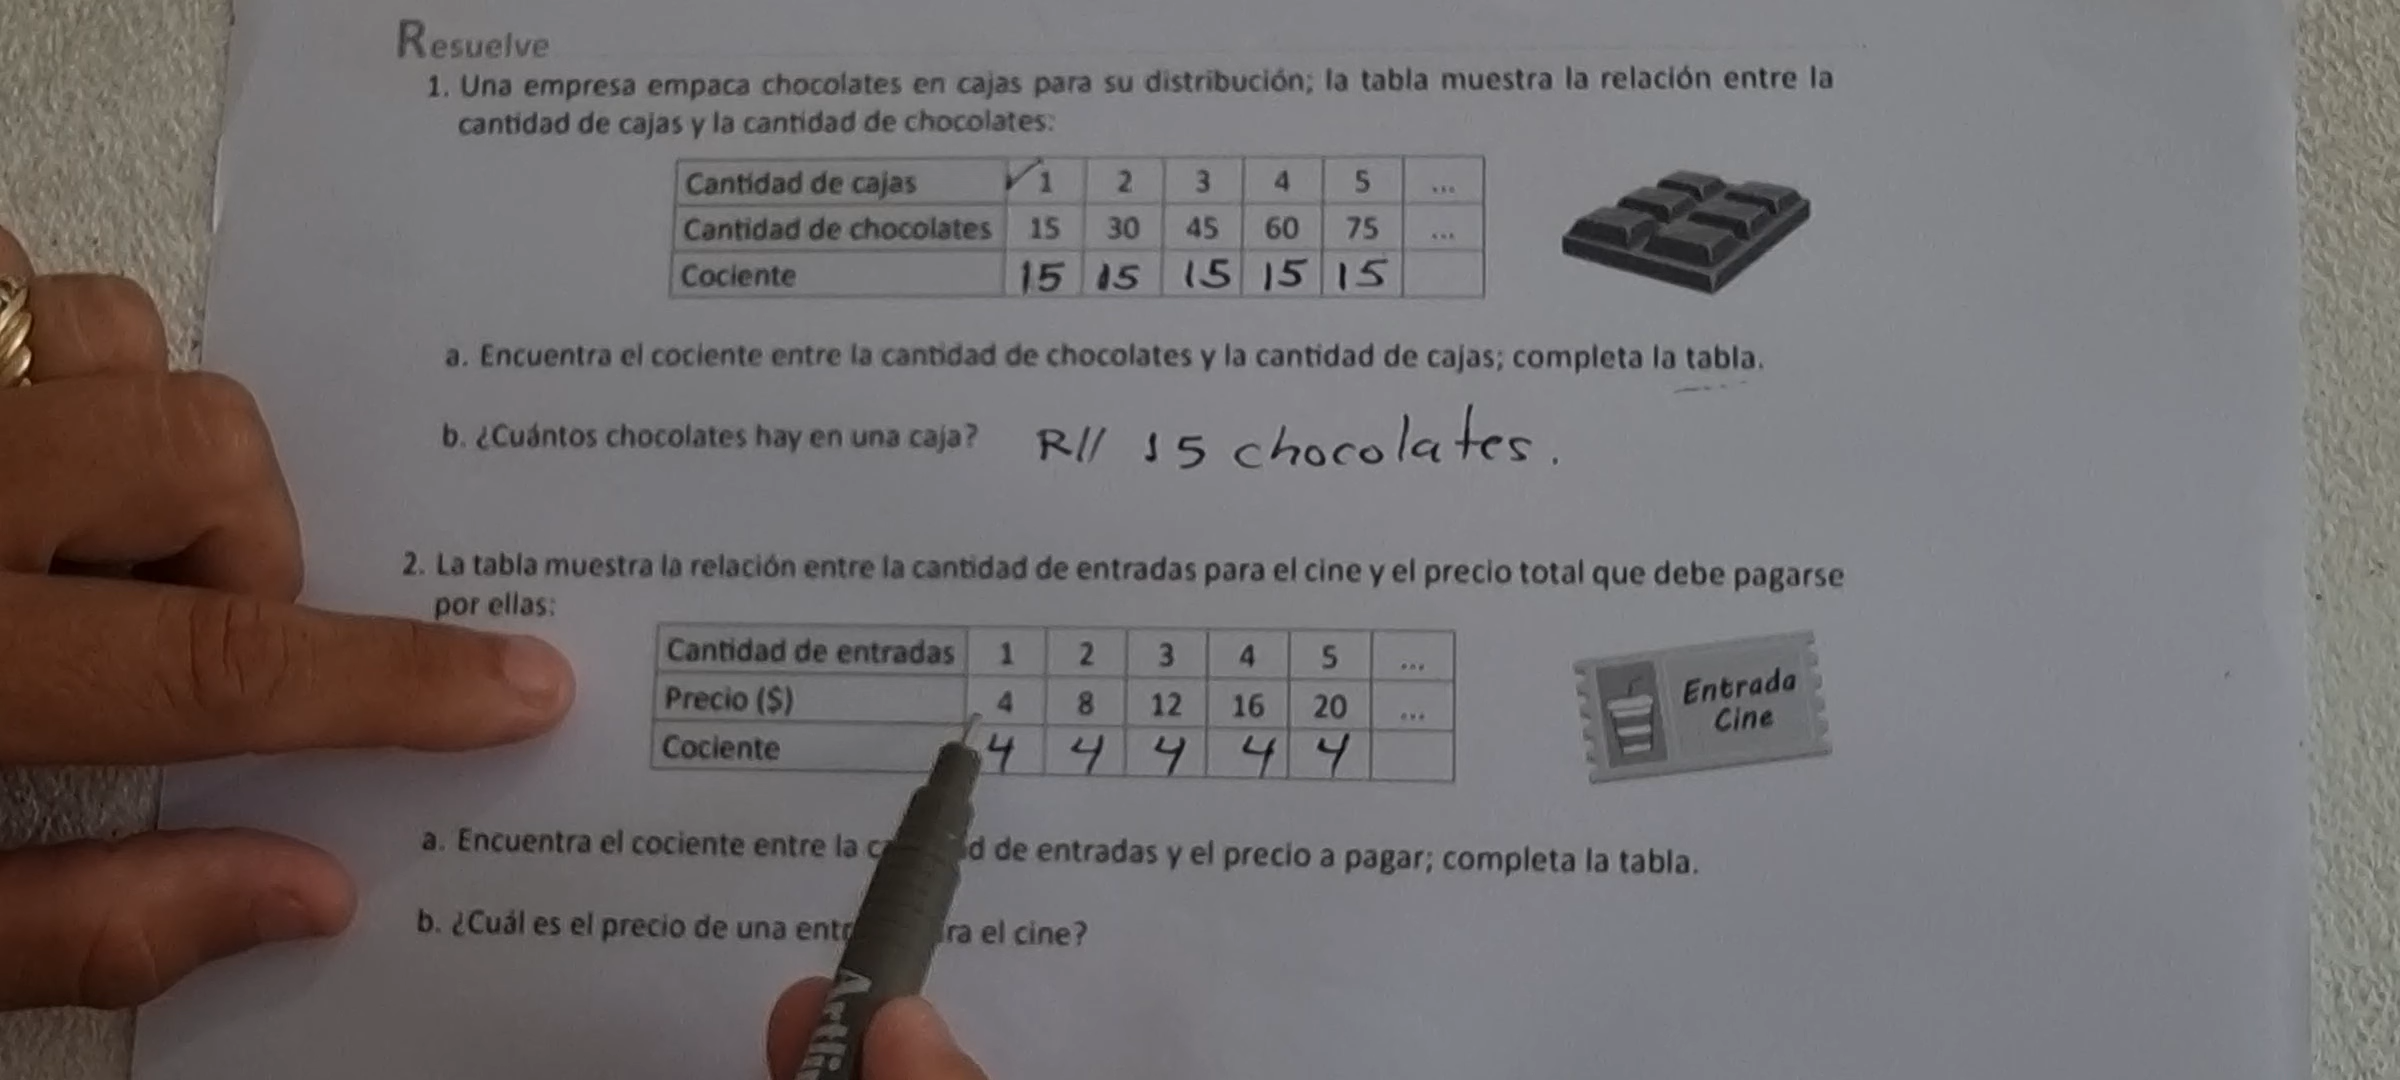 Resuelve
1. Una empresa empaca chocolates en cajas para su distribución; la tabla muestra la relación entre la
cantidad de cajas y la cantidad de chocolates:
Cantidad de cajas 1 2 3 4 5 ...
Cantidad de chocolates 15 30 45 60 75 ...
Cociente 15 15 15 15 15
a. Encuentra el cociente entre la cantidad de chocolates y la cantidad de cajas; completa la tabla.
b. ¿Cuántos chocolates hay en una caja? R// 15 chocolates.
2. La tabla muestra la relación entre la cantidad de entradas para el cine y el precio total que debe pagarse
por ellas:
Cantidad de entradas 1 2 3 4 5 ...
Precio ($) 4 8 12 16 20 ...
Cociente 4 4 4 4 4
Entrada
Cine
a. Encuentra el cociente entre la de entradas y el precio a pagar; completa la tabla.
b. ¿Cuál es el precio de una el cine?